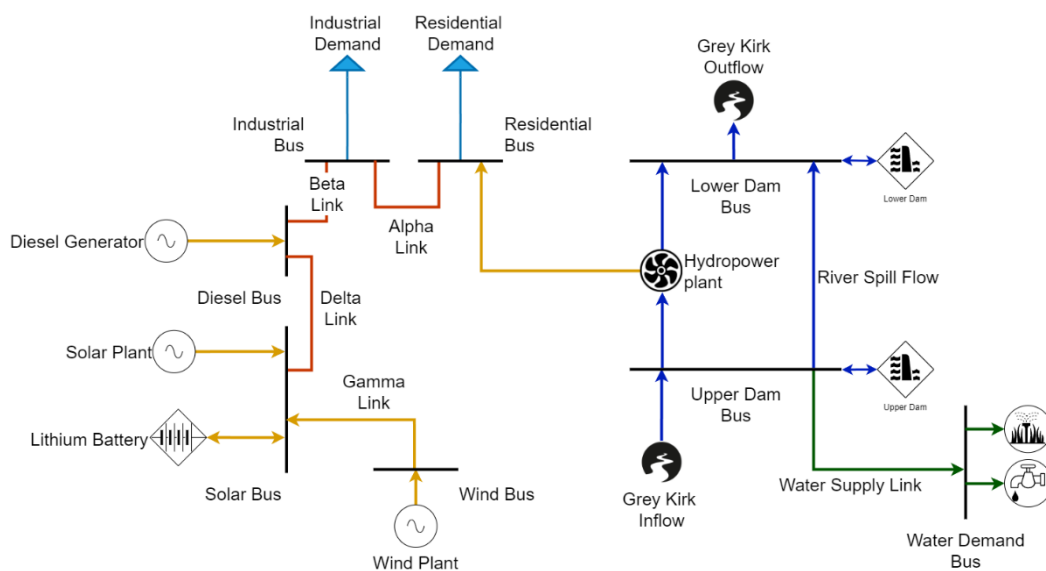 Industrial
Demand
Residential
Demand
Grey Kirk
Outflow
Industrial
Bus
Residential
Bus
Beta
Link
Alpha
Link
Lower Dam
Bus
Lower Dam
Diesel Generator
Hydropower
plant
River Spill Flow
Diesel Bus
Delta
Link
Solar Plant
Gamma
Link
Upper Dam
Bus
Upper Dam
Lithium Battery
Solar Bus
Wind Bus
Grey Kirk
Inflow
Water Supply Link
Wind Plant
Water Demand
Bus